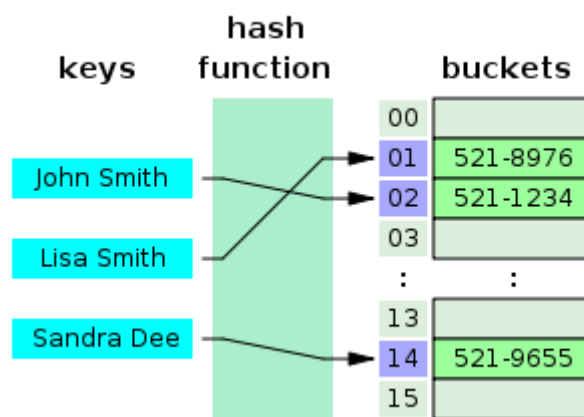 hash
keys function buckets
00
John Smith 01 521-8976
02 521-1234
Lisa Smith 03
: :
Sandra Dee 13
14 521-9655
15